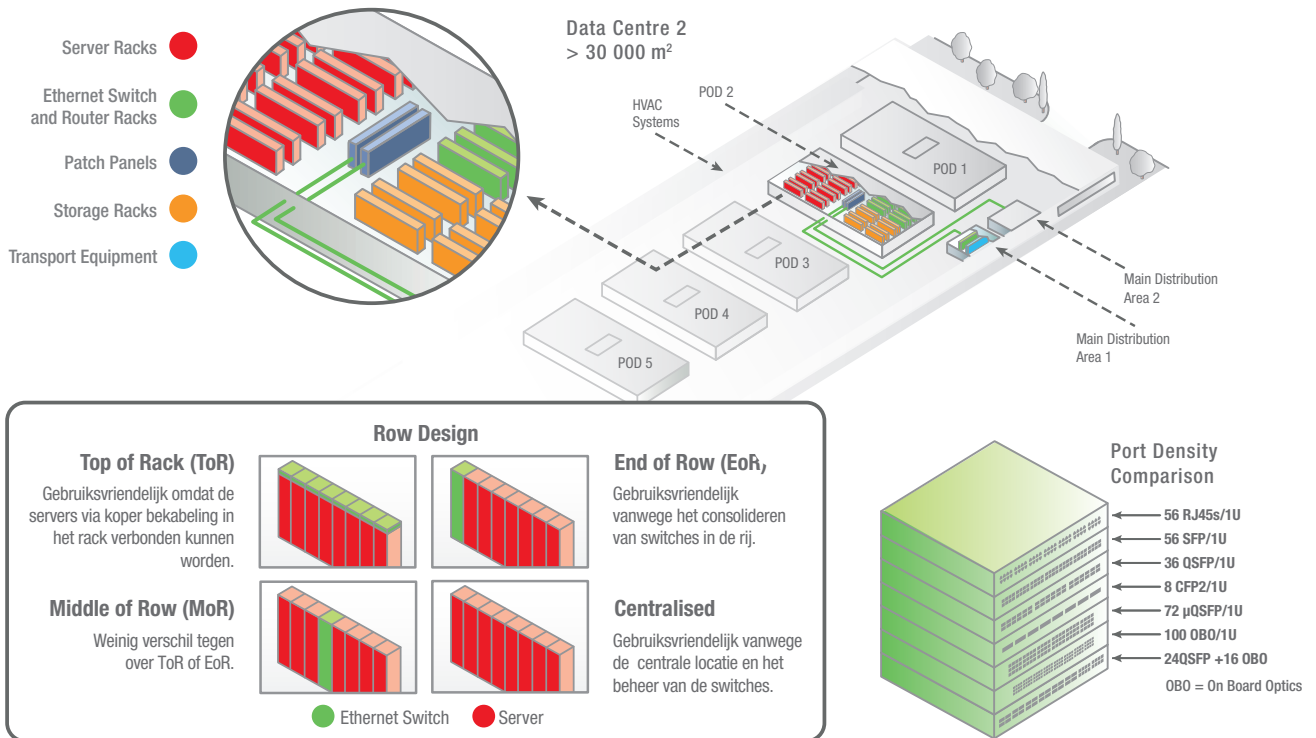 Data Centre 2
> 30 000 m²
Server Racks
Ethernet Switch
and Router Racks
Patch Panels
Storage Racks
Transport Equipment
HVAC
Systems
POD 2
POD 1
POD 3
POD 4
POD 5
Main Distribution
Area 2
Main Distribution
Area 1
Row Design
Top of Rack (ToR)
Gebruiksvriendelijk omdat de
servers via koper bekabeling in
het rack verbonden kunnen
worden.
End of Row (EoR,
Gebruiksvriendelijk
vanwege het consolideren
van switches in de rij.
Middle of Row (MoR)
Weinig verschil tegen
over ToR of EoR.
Centralised
Gebruiksvriendelijk vanwege
de centrale locatie en het
beheer van de switches.
Ethernet Switch
Server
Port Density
Comparison
56 RJ45s/1U
56 SFP/1U
36 QSFP/1U
8 CFP2/1U
72 µQSFP/1U
100 OBO/1U
24QSFP +16 OBO
OBO = On Board Optics